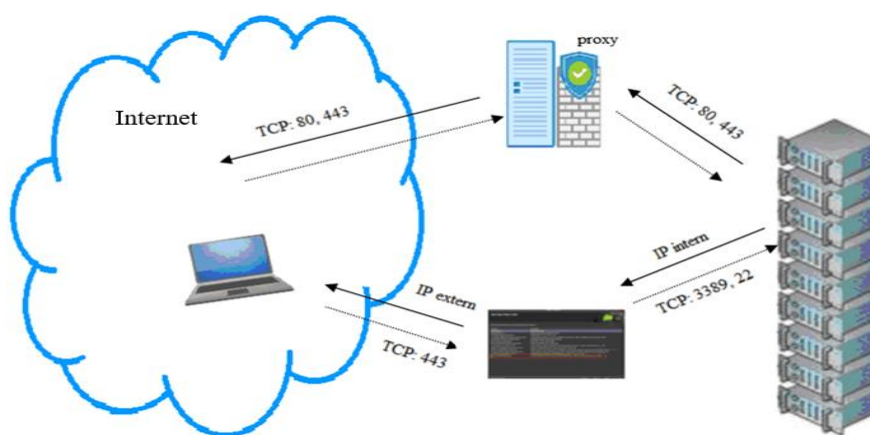 proxy
Internet
TCP: 80, 443
TCP: 80, 443
IP intern
TCP: 3389, 22
IP extern
TCP: 443